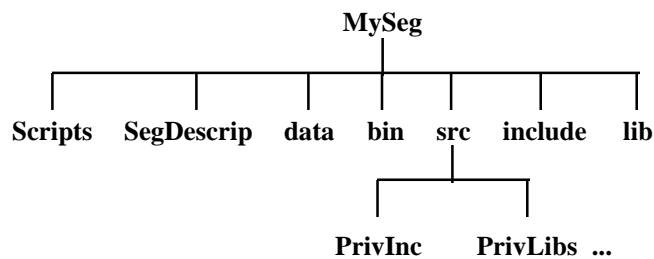 MySeg
Scripts SegDescrip data bin src include lib
PrivInc PrivLibs ...